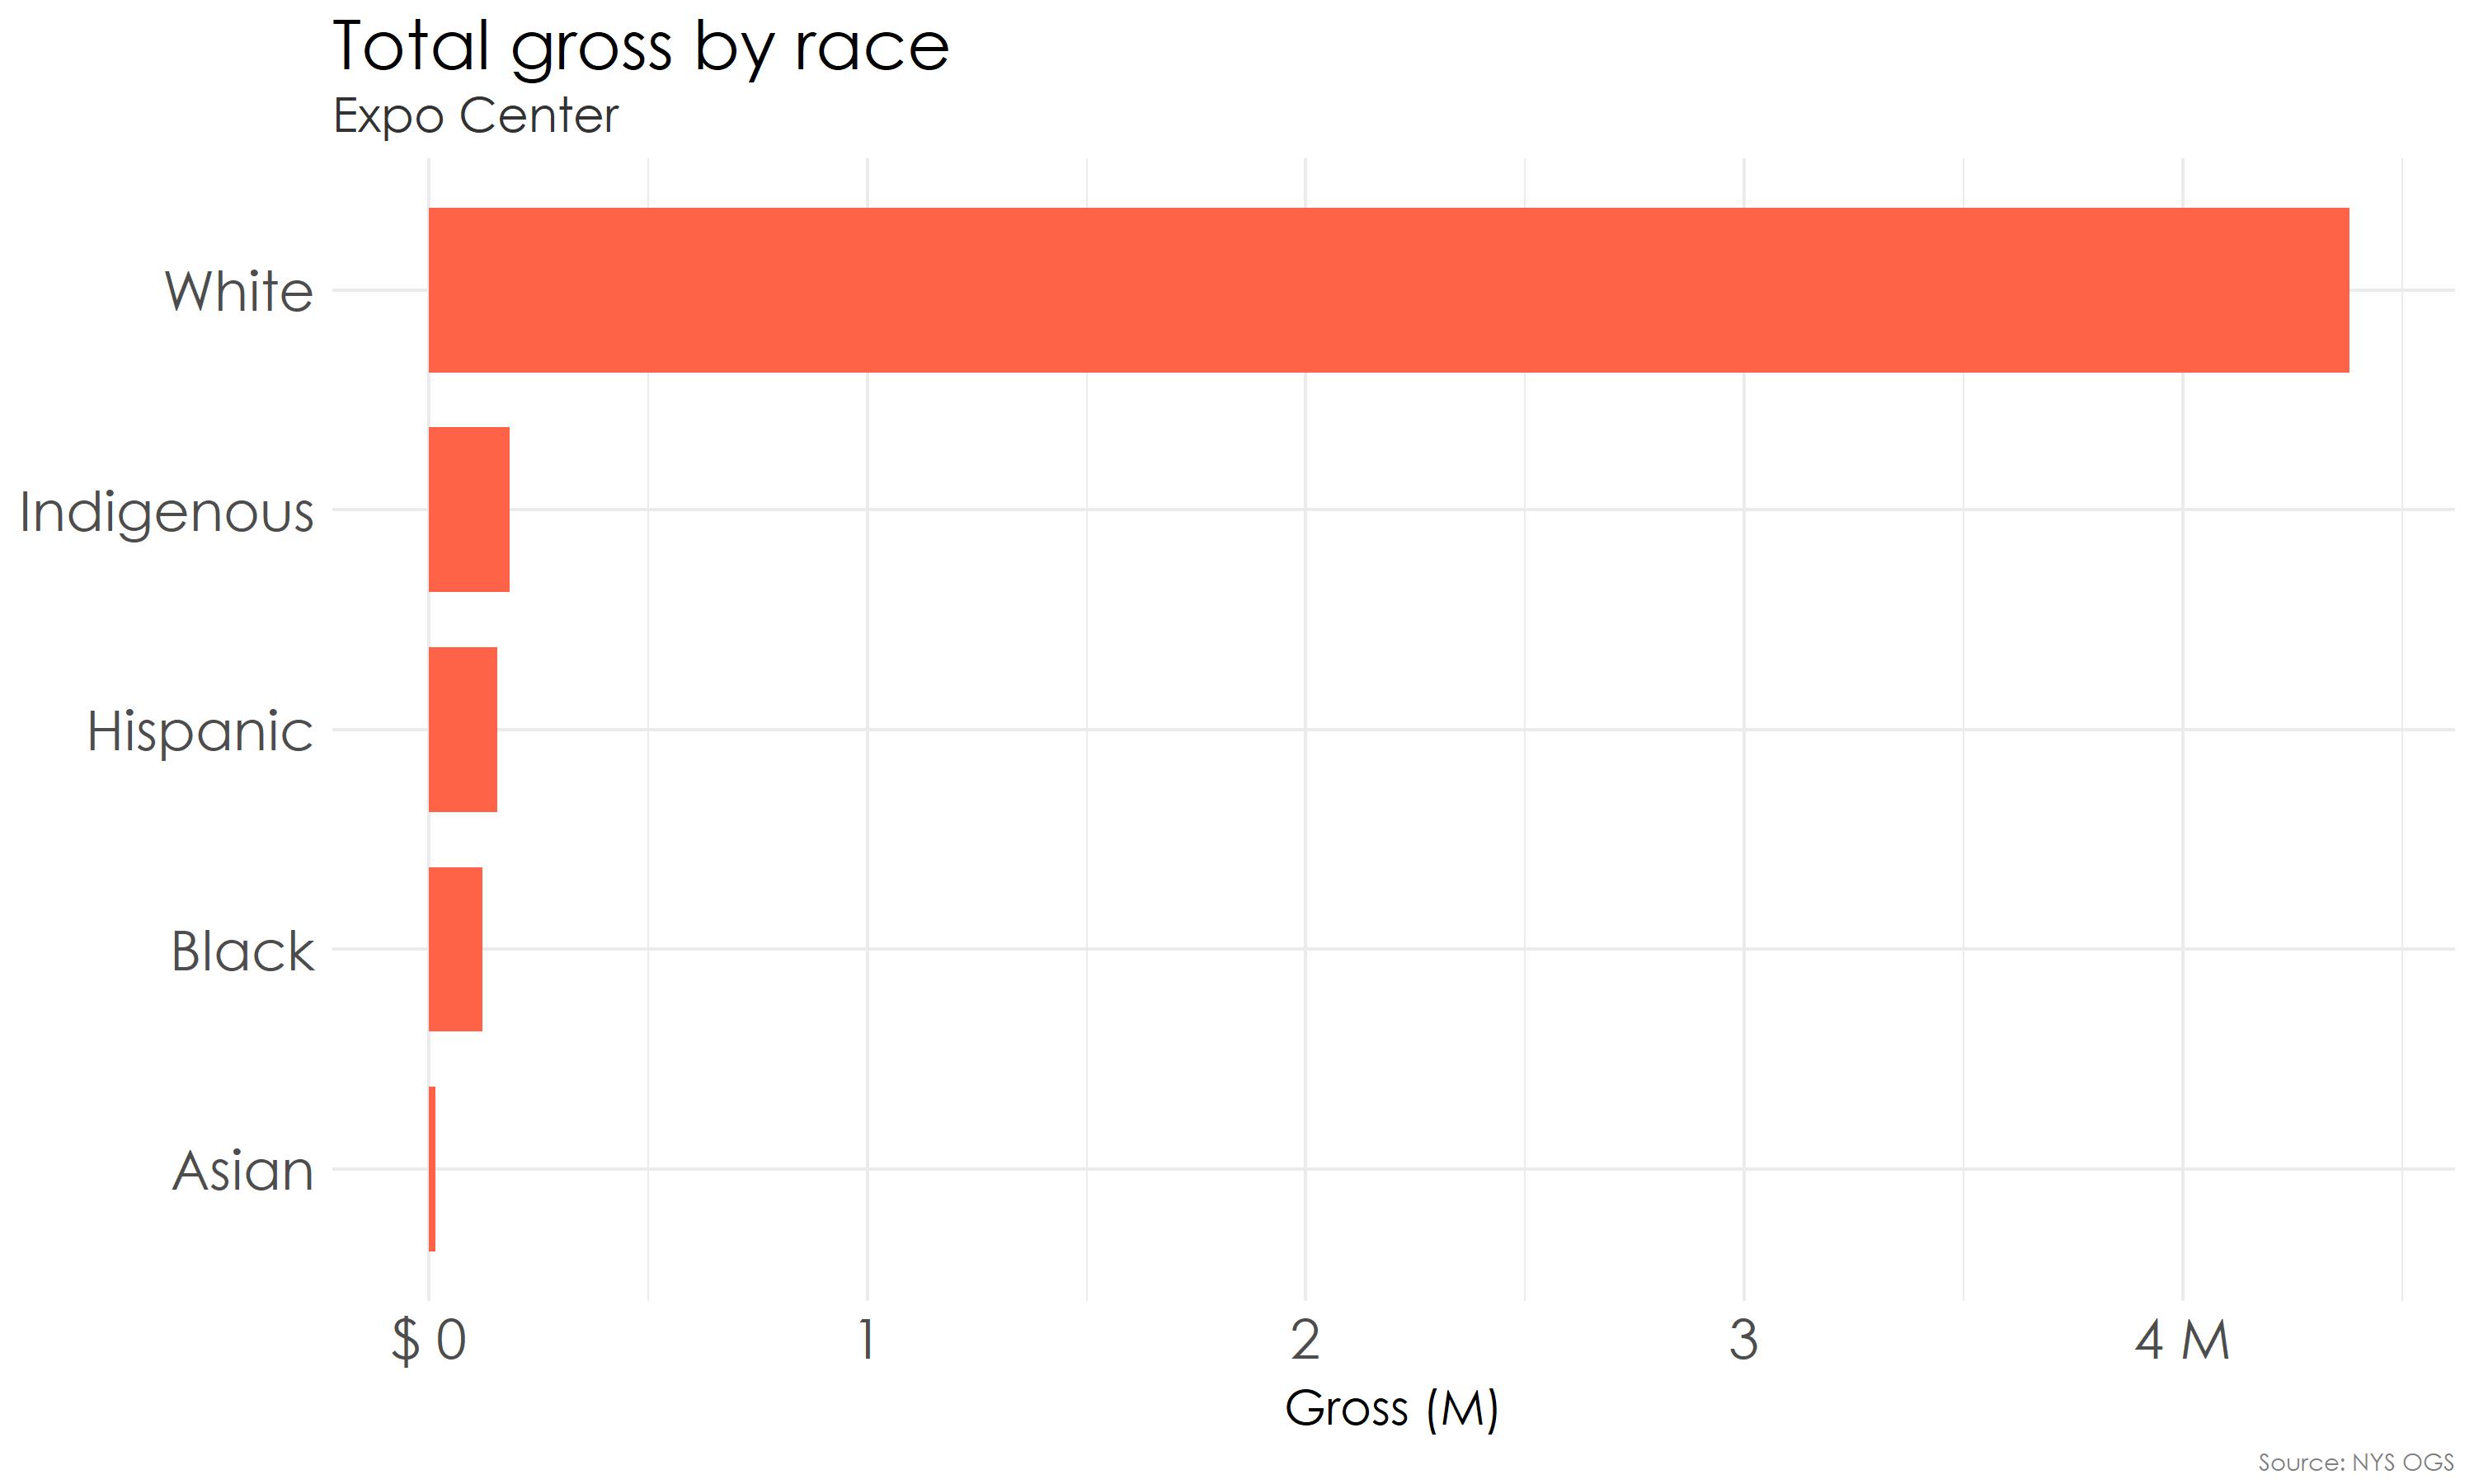 Total gross by race
Expo Center
White
Indigenous
Hispanic
Black
Asian
$ 0 1 2 3 4 M
Gross (M)
Source: NYS OGS